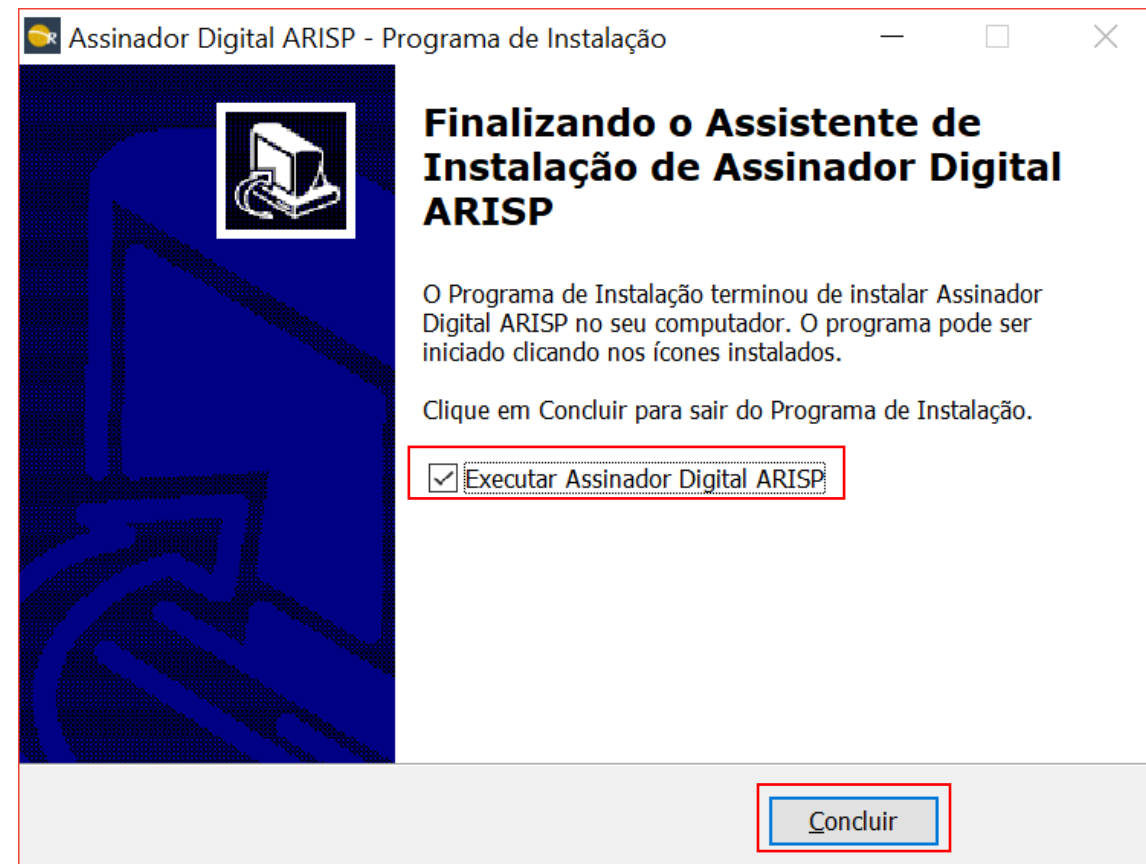 Assinador Digital ARISP - Programa de Instalação
Finalizando o Assistente de
Instalação de Assinador Digital
ARISP
O Programa de Instalação terminou de instalar Assinador
Digital ARISP no seu computador. O programa pode ser
iniciado clicando nos ícones instalados.
Clique em Concluir para sair do Programa de Instalação.
Executar Assinador Digital ARISP
Concluir